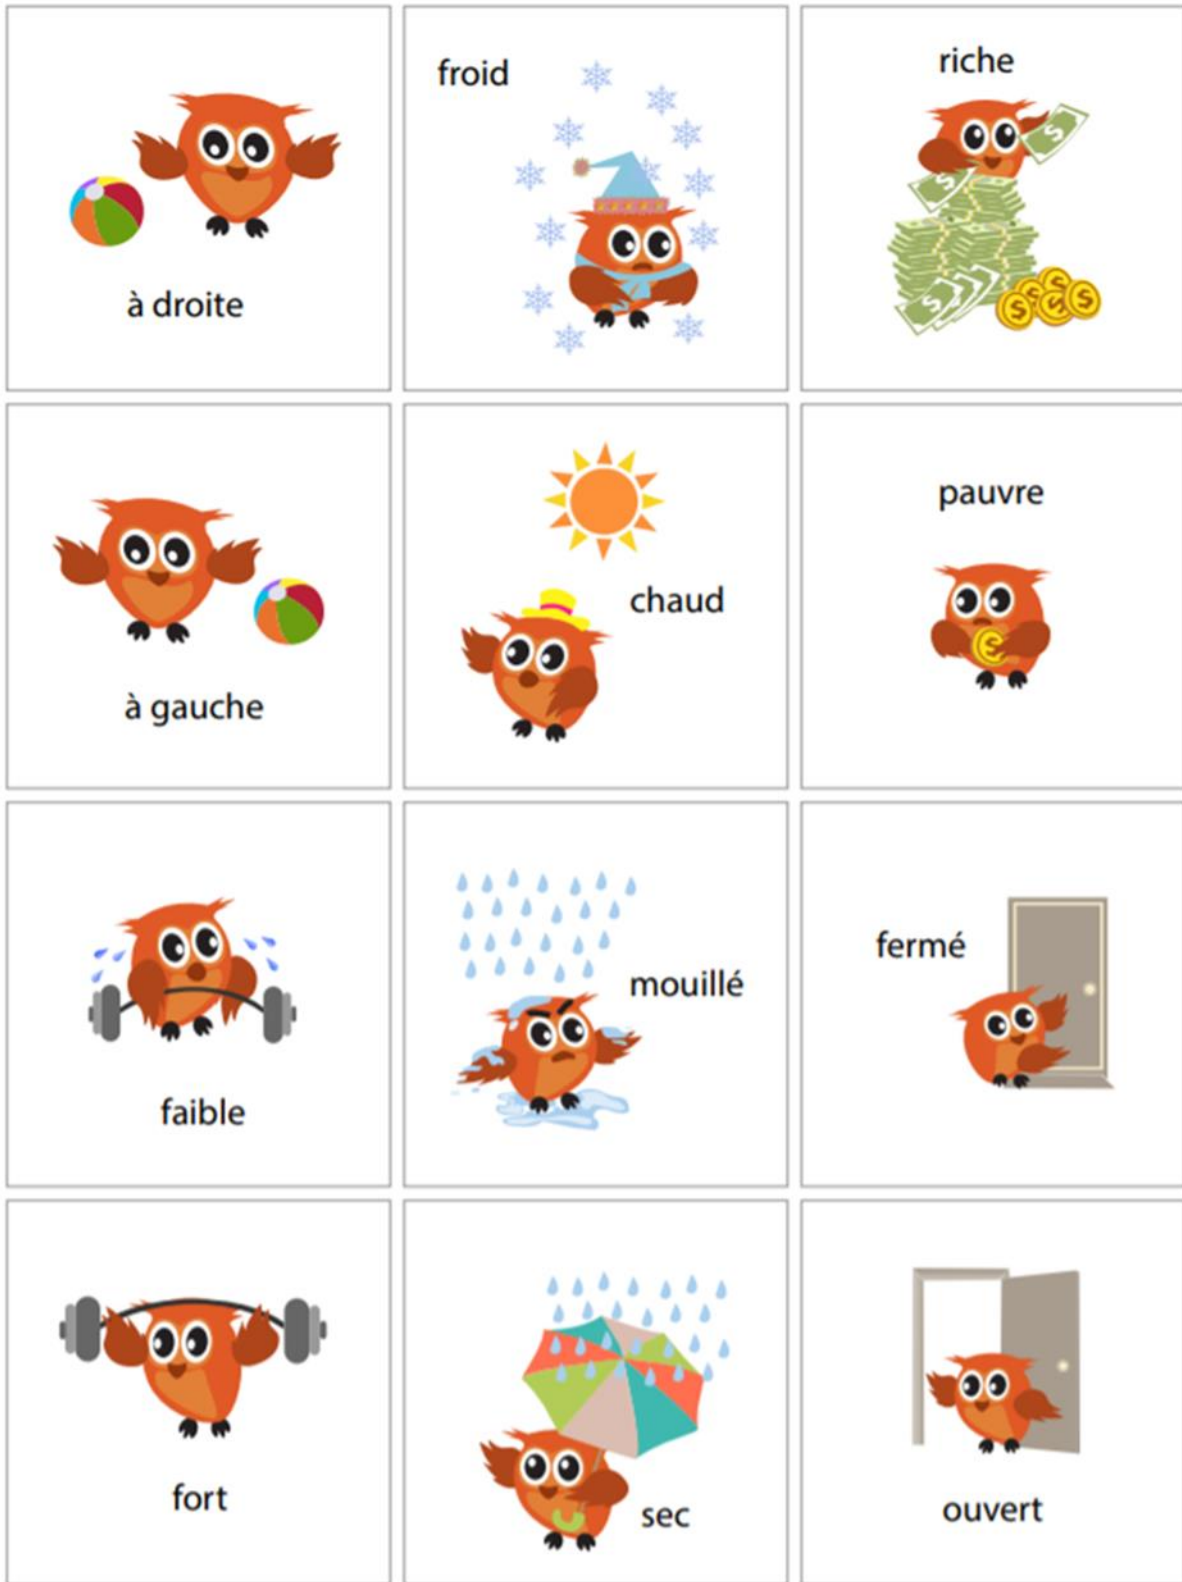 à droite
froid
riche
à gauche
chaud
pauvre
faible
mouillé
fermé
fort
sec
ouvert